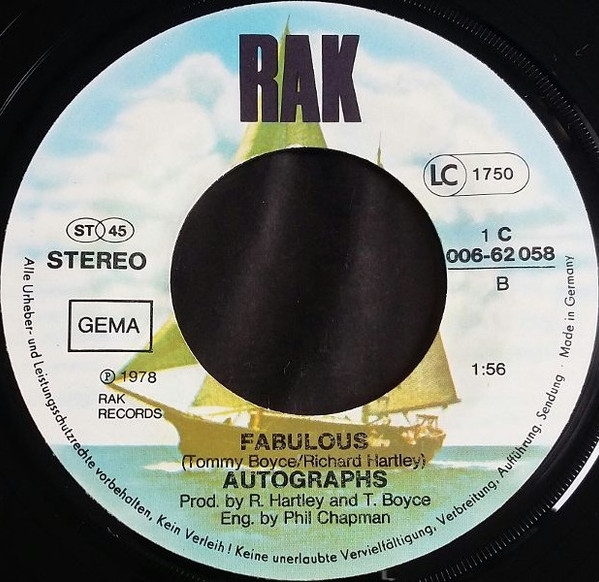 RAK
LC 1750
ST 45
STEREO
1 C
006-62 058
B
GEMA
℗ 1978
RAK
RECORDS
1:56
FABULOUS
(Tommy Boyce/Richard Hartley)
AUTOGRAPHS
Prod. by R. Hartley and T. Boyce
Eng. by Phil Chapman
Alle Urheber- und Leistungsschutzrechte vorbehalten, Kein Verleih! Keine unerlaubte Vervielfältigung, Verbreitung, Aufführung, Sendung · Made in Germany